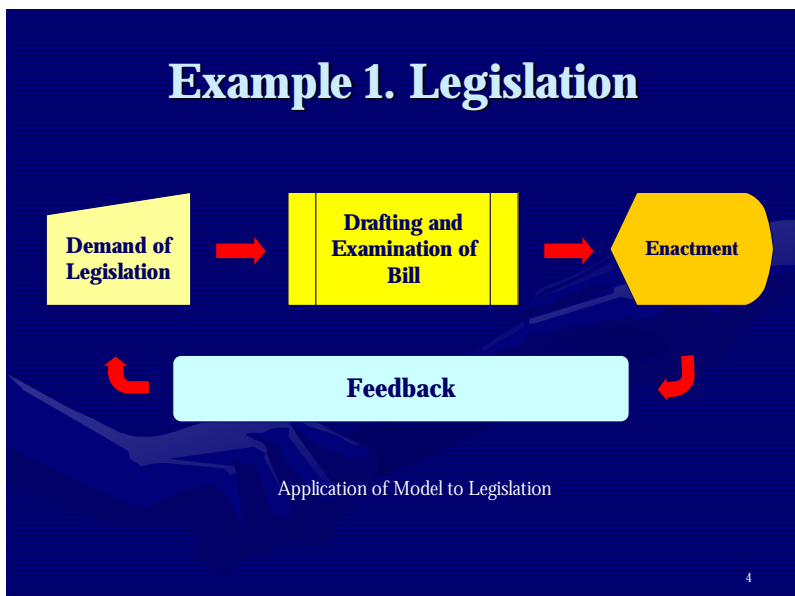 Example 1. Legislation
Demand of
Legislation
Drafting and
Examination of
Bill
Enactment
Feedback
Application of Model to Legislation
4